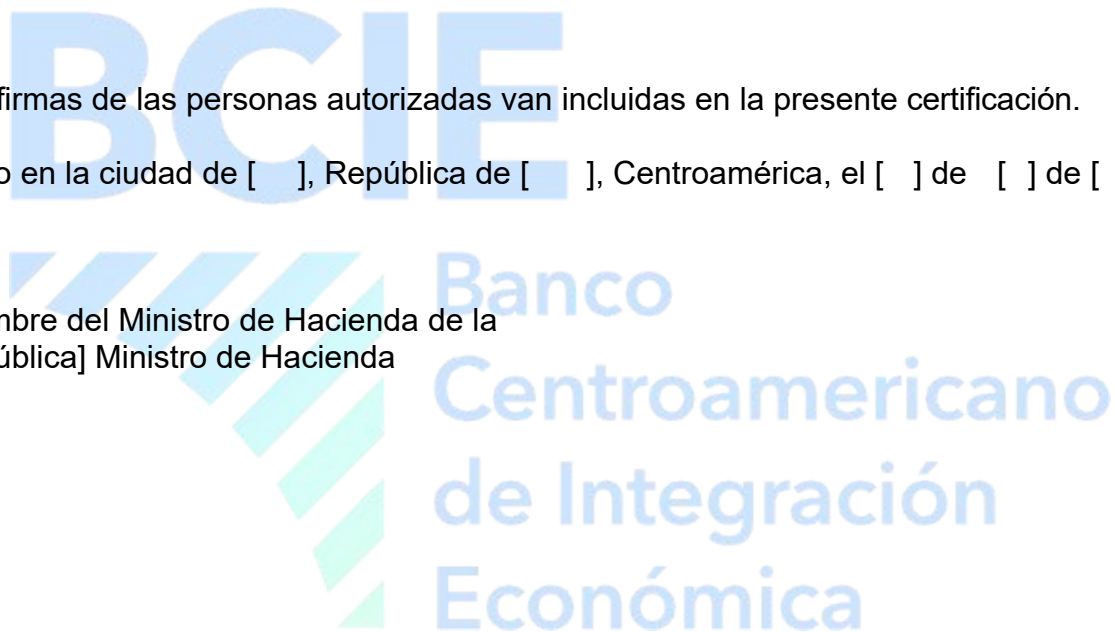 BCIE
firmas de las personas autorizadas van incluidas en la presente certificación.
o en la ciudad de [ ], República de [ ], Centroamérica, el [ ] de [ ] de [
mbre del Ministro de Hacienda de la
ública] Ministro de Hacienda
Banco
Centroamericano
de Integración
Económica